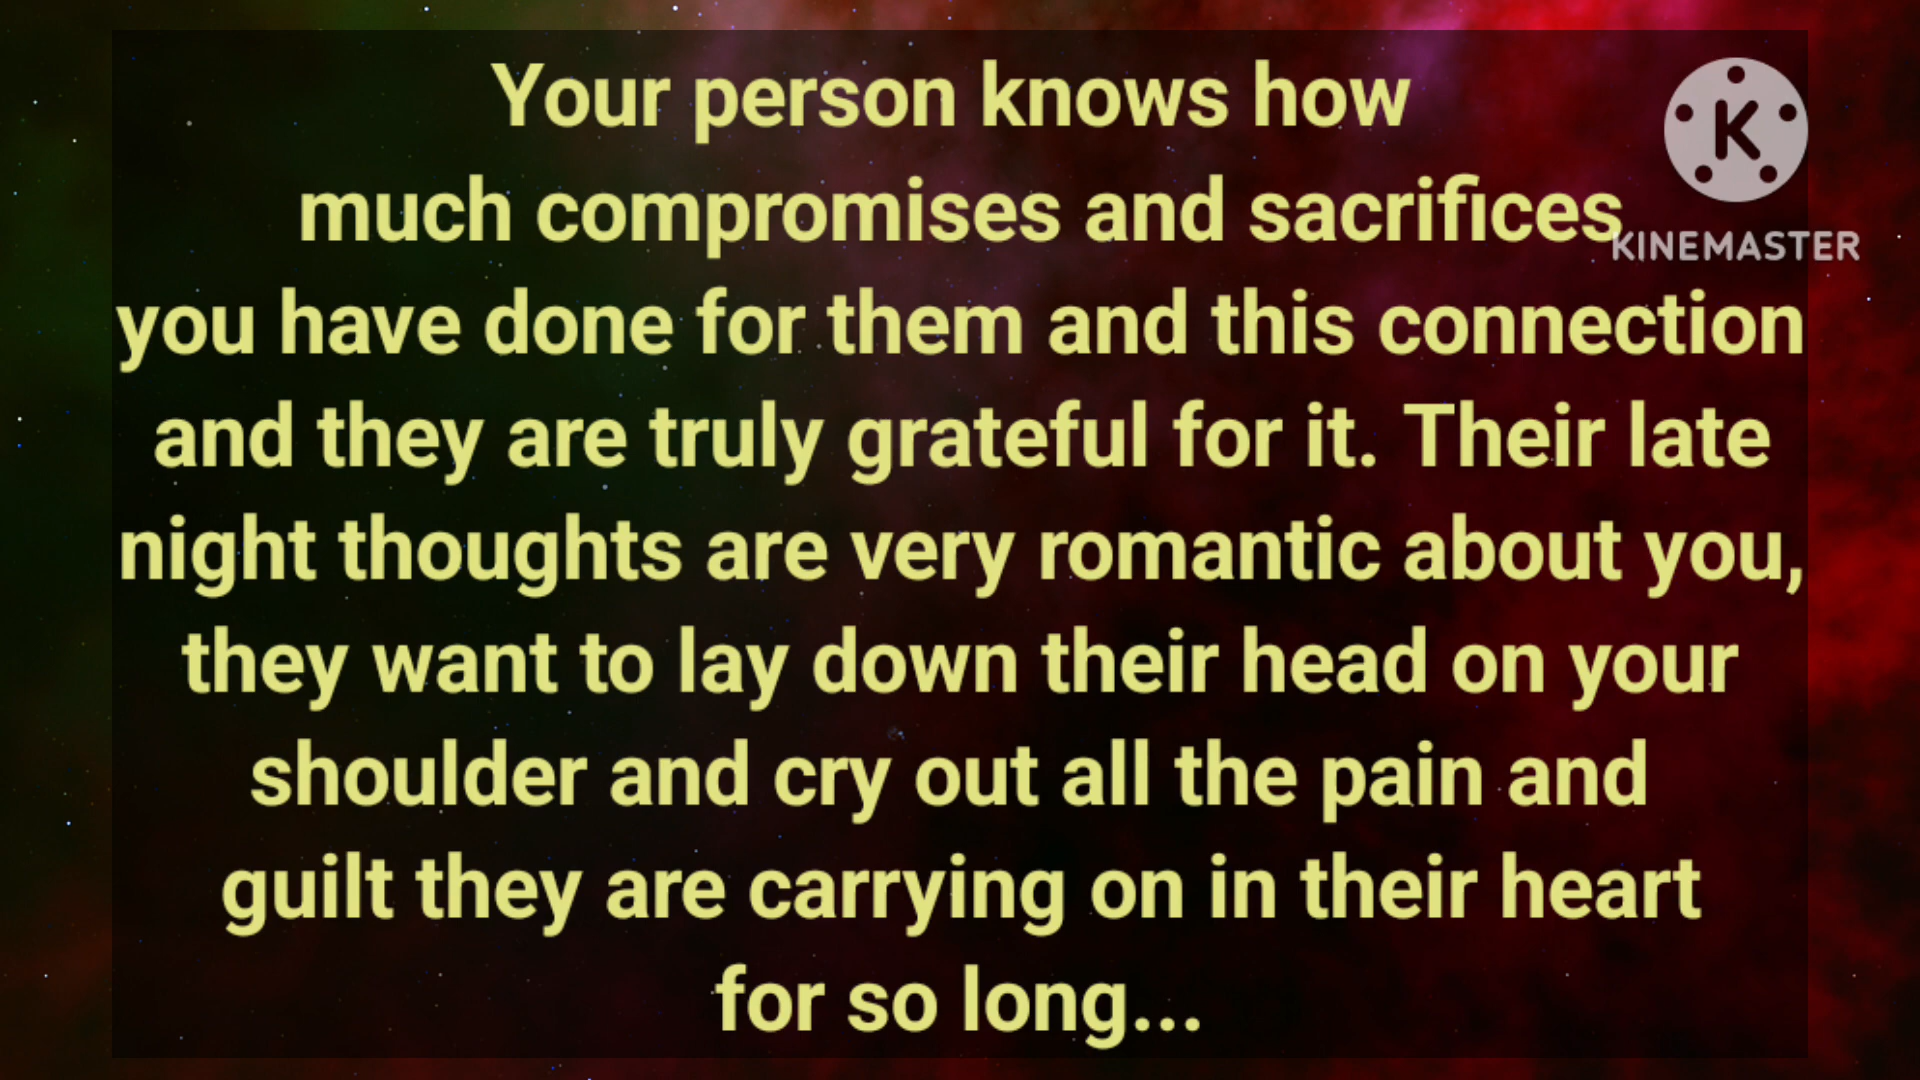 Your person knows how
much compromises and sacrifices
KINEMASTER
you have done for them and this connection
and they are truly grateful for it. Their late
night thoughts are very romantic about you,
they want to lay down their head on your
shoulder and cry out all the pain and
guilt they are carrying on in their heart
for so long...